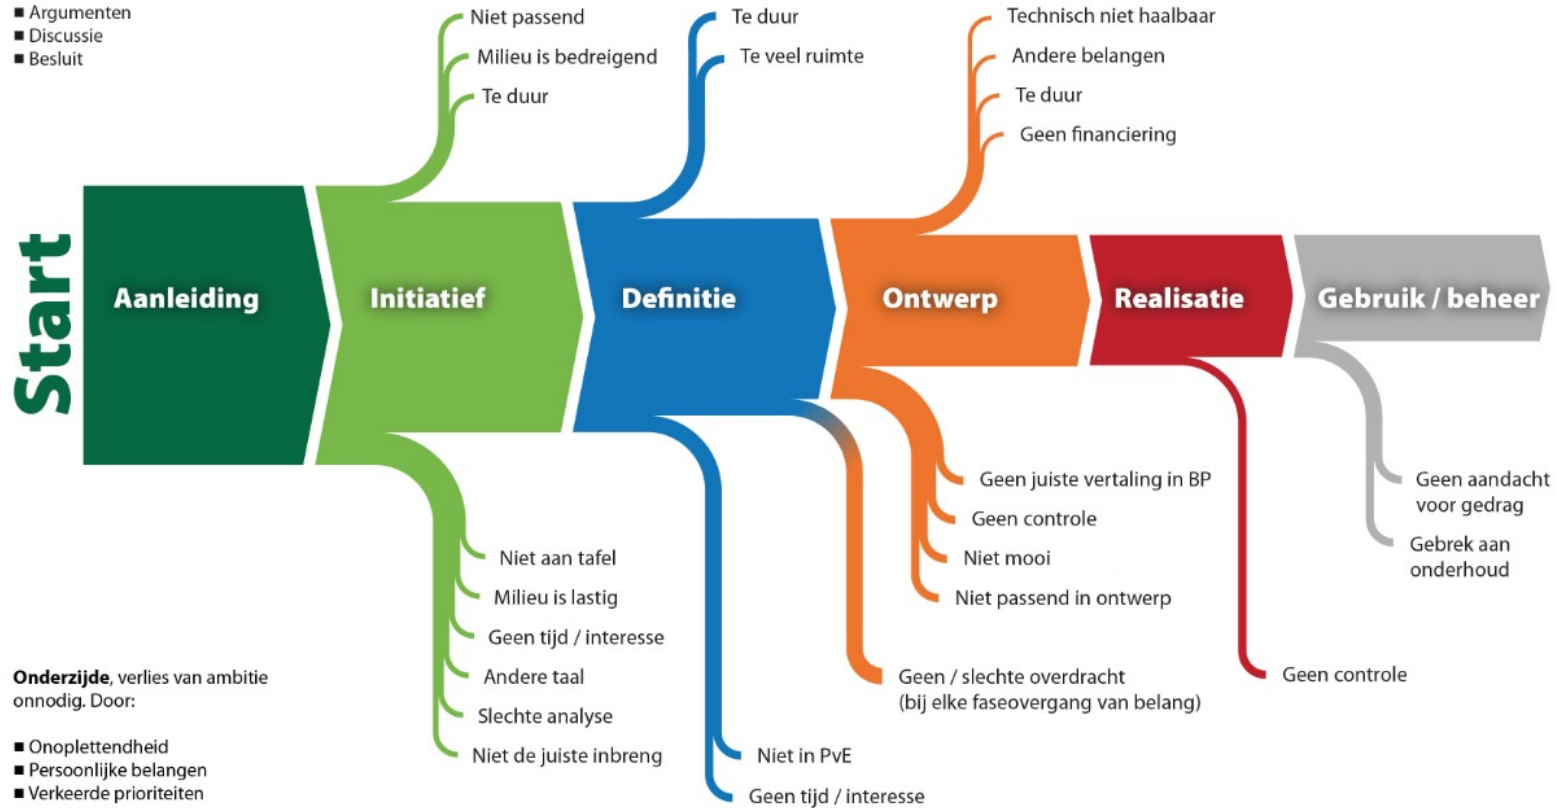 ■ Argumenten
■ Discussie
■ Besluit
Niet passend
Milieu is bedreigend
Te duur
Te duur
Te veel ruimte
Technisch niet haalbaar
Andere belangen
Te duur
Geen financiering
Start
Aanleiding
Initiatief
Definitie
Ontwerp
Realisatie
Gebruik / beheer
Niet aan tafel
Milieu is lastig
Geen tijd / interesse
Andere taal
Slechte analyse
Niet de juiste inbreng
Niet in PvE
Geen tijd / interesse
Geen / slechte overdracht
(bij elke faseovergang van belang)
Geen juiste vertaling in BP
Geen controle
Niet mooi
Niet passend in ontwerp
Geen controle
Geen aandacht
voor gedrag
Gebrek aan
onderhoud
Onderzijde, verlies van ambitie
onnodig. Door:
■ Onoplettendheid
■ Persoonlijke belangen
■ Verkeerde prioriteiten